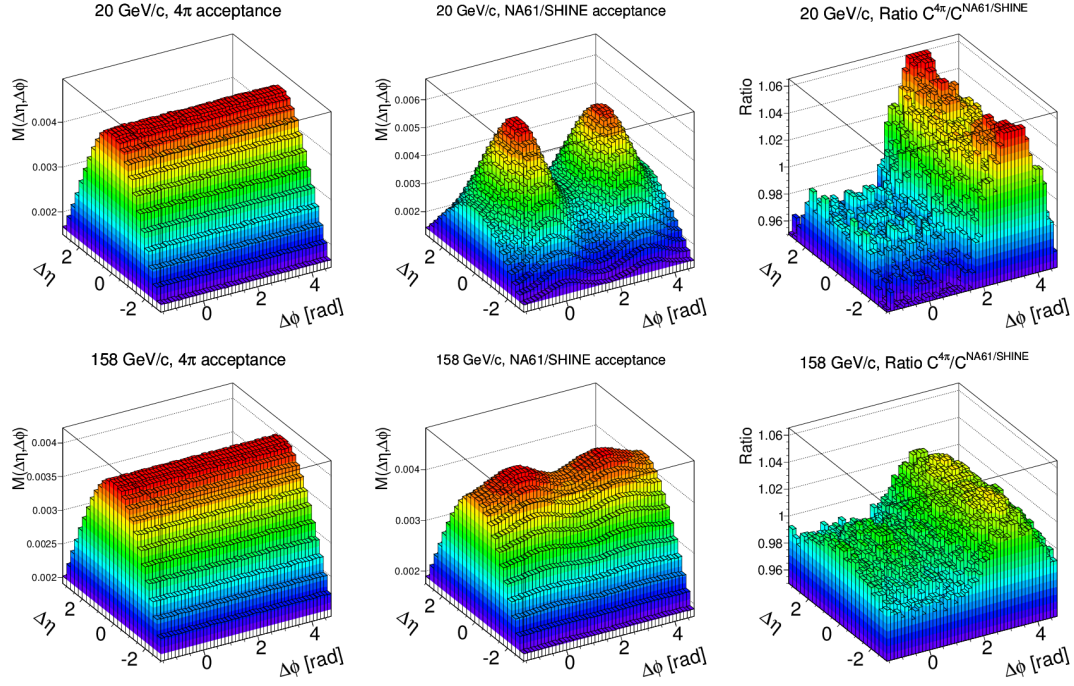 20 GeV/c, 4π acceptance
M(Δη,Δϕ)
0.004
0.003
0.002
2
0
-2
Δη
0
2
4
Δϕ [rad]
20 GeV/c, NA61/SHINE acceptance
M(Δη,Δϕ)
0.006
0.005
0.004
0.003
0.002
2
0
-2
Δη
0
2
4
Δϕ [rad]
20 GeV/c, Ratio C^4π/C^NA61/SHINE
Ratio
1.06
1.04
1.02
1
0.98
0.96
2
0
-2
Δη
0
2
4
Δϕ [rad]
158 GeV/c, 4π acceptance
M(Δη,Δϕ)
0.004
0.0035
0.003
0.0025
0.002
2
0
-2
Δη
0
2
4
Δϕ [rad]
158 GeV/c, NA61/SHINE acceptance
M(Δη,Δϕ)
0.004
0.003
0.002
2
0
-2
Δη
0
2
4
Δϕ [rad]
158 GeV/c, Ratio C^4π/C^NA61/SHINE
Ratio
1.06
1.04
1.02
1
0.98
0.96
2
0
-2
Δη
0
2
4
Δϕ [rad]